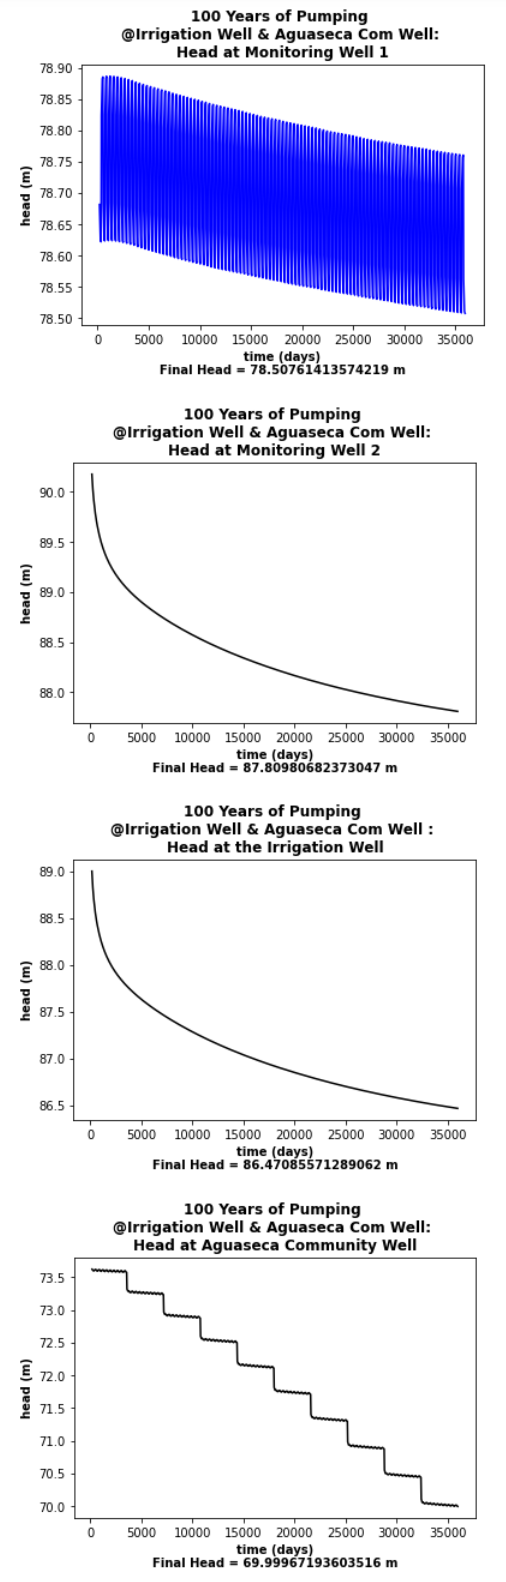 100 Years of Pumping
@Irrigation Well & Aguaseca Com Well:
Head at Monitoring Well 1
78.90
78.85
78.80
78.75
78.70
78.65
78.60
78.55
78.50
head (m)
0 5000 10000 15000 20000 25000 30000 35000
time (days)
Final Head = 78.50761413574219 m
100 Years of Pumping
@Irrigation Well & Aguaseca Com Well:
Head at Monitoring Well 2
90.0
89.5
89.0
88.5
88.0
head (m)
0 5000 10000 15000 20000 25000 30000 35000
time (days)
Final Head = 87.80980682373047 m
100 Years of Pumping
@Irrigation Well & Aguaseca Com Well :
Head at the Irrigation Well
89.0
88.5
88.0
87.5
87.0
86.5
head (m)
0 5000 10000 15000 20000 25000 30000 35000
time (days)
Final Head = 86.47085571289062 m
100 Years of Pumping
@Irrigation Well & Aguaseca Com Well:
Head at Aguaseca Community Well
73.5
73.0
72.5
72.0
71.5
71.0
70.5
70.0
head (m)
0 5000 10000 15000 20000 25000 30000 35000
time (days)
Final Head = 69.99967193603516 m